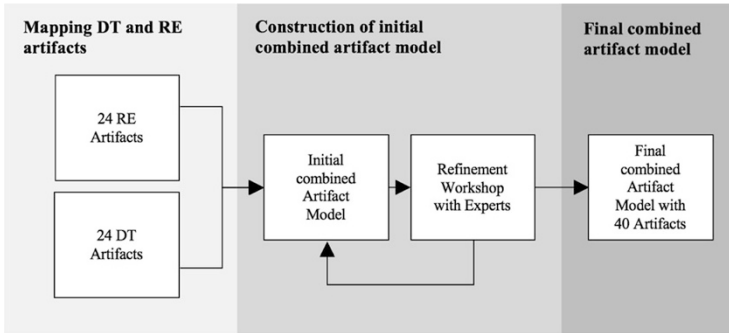 Mapping DT and RE
artifacts
Construction of initial
combined artifact model
Final combined
artifact model
24 RE
Artifacts
24 DT
Artifacts
Initial
combined
Artifact
Model
Refinement
Workshop
with Experts
Final
combined
Artifact
Model with
40 Artifacts